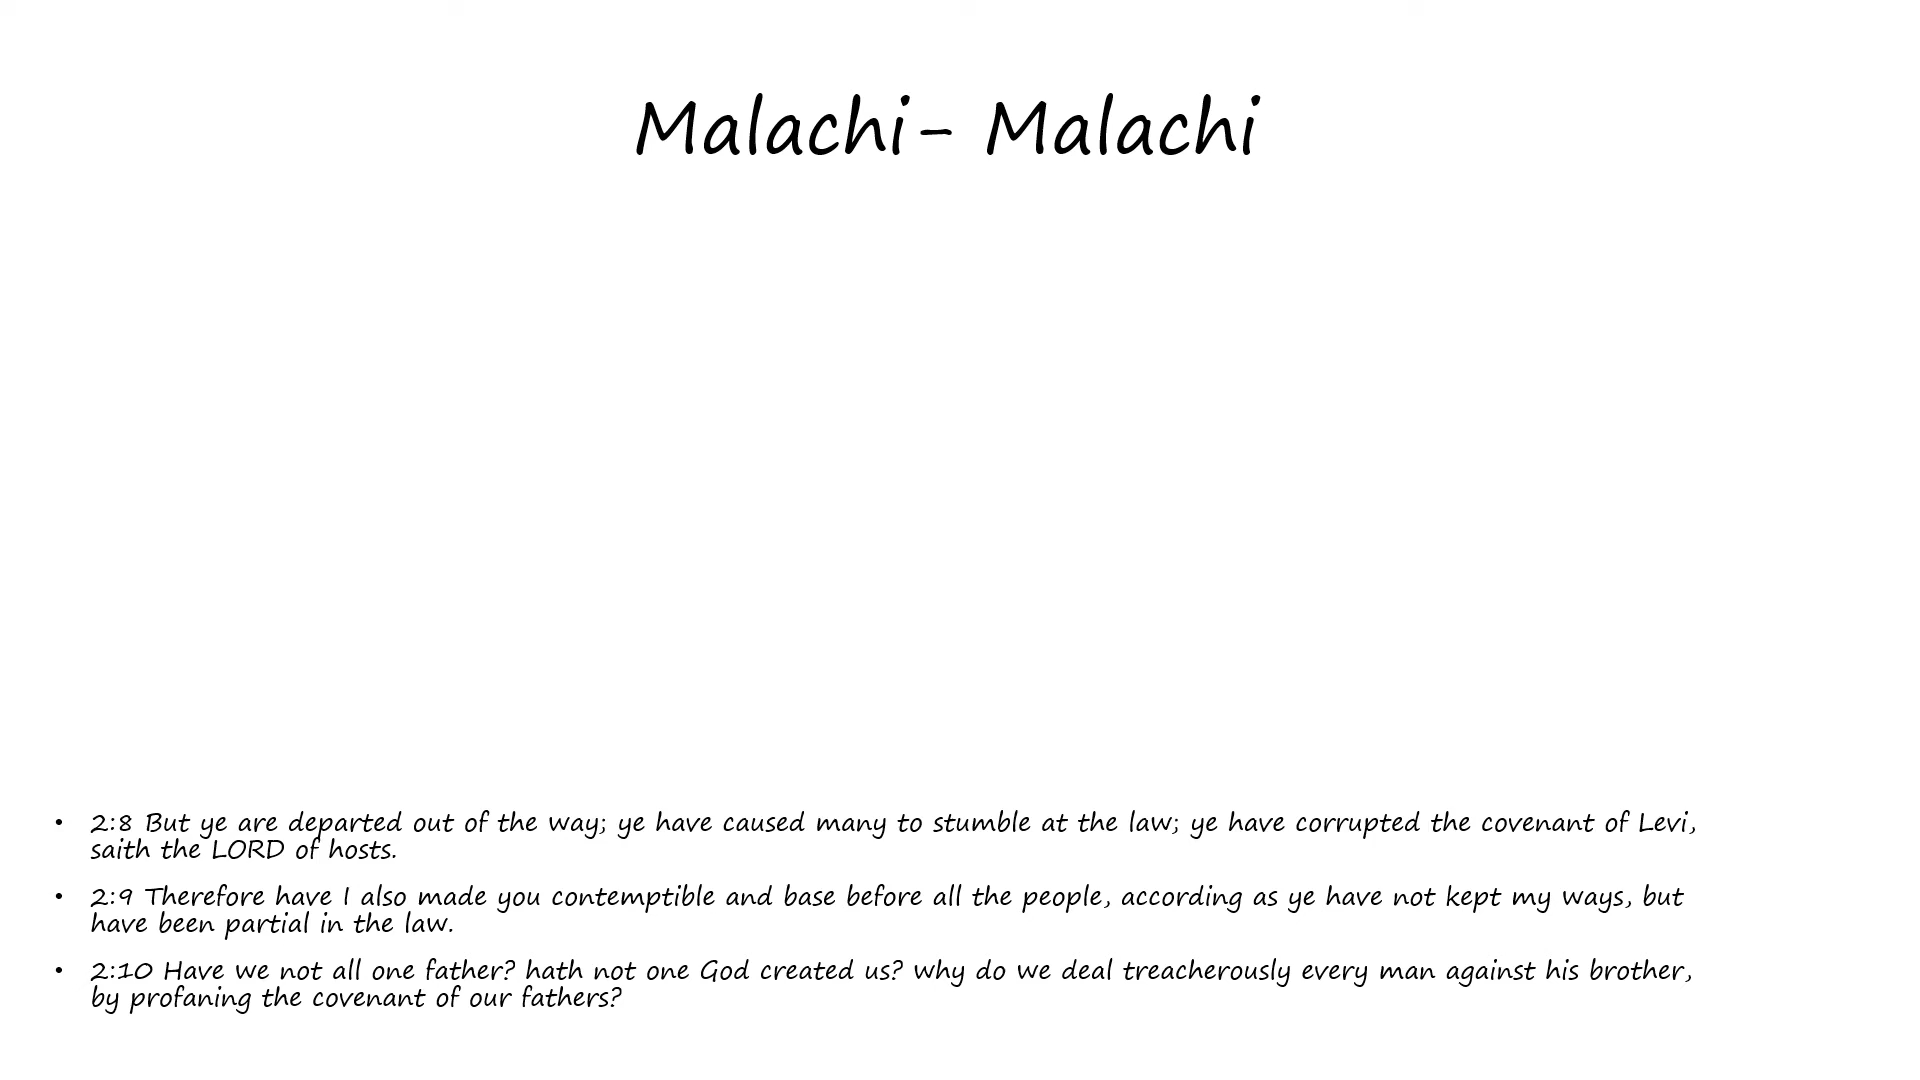 Malachi- Malachi
• 2:8 But ye are departed out of the way; ye have caused many to stumble at the law; ye have corrupted the covenant of Levi,
saith the LORD of hosts.
• 2:9 Therefore have I also made you contemptible and base before all the people, according as ye have not kept my ways, but
have been partial in the law.
• 2:10 Have we not all one father? hath not one God created us? why do we deal treacherously every man against his brother,
by profaning the covenant of our fathers?